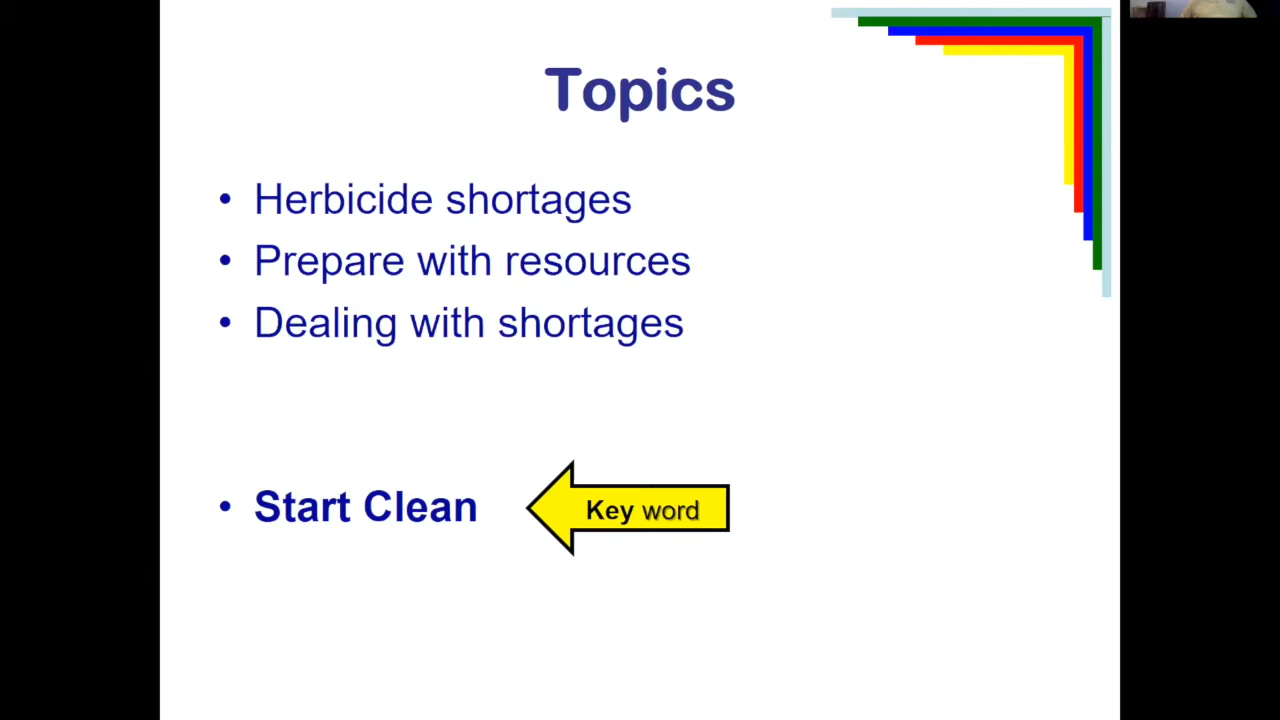 Topics
• Herbicide shortages
• Prepare with resources
• Dealing with shortages
• Start Clean
Key word